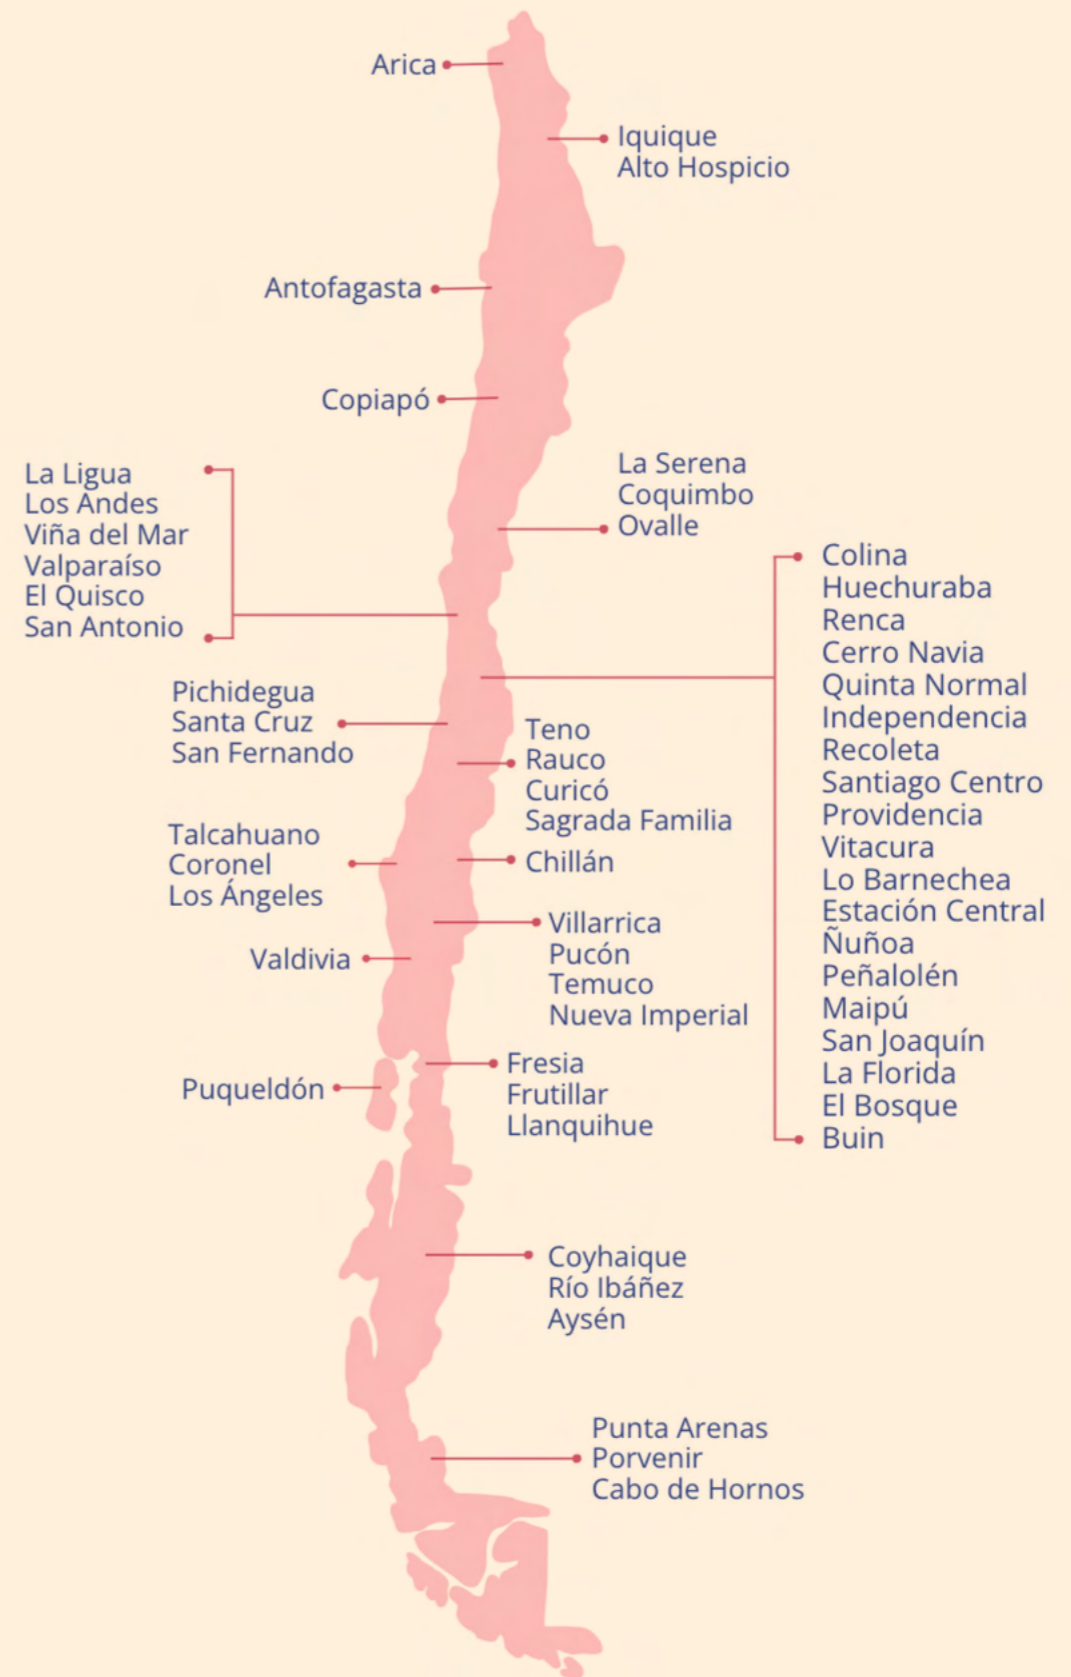 Arica
Iquique
Alto Hospicio
Antofagasta
Copiapó
La Serena
Coquimbo
Ovalle
La Ligua
Los Andes
Viña del Mar
Valparaíso
El Quisco
San Antonio
Colina
Huechuraba
Renca
Cerro Navia
Quinta Normal
Independencia
Recoleta
Santiago Centro
Providencia
Vitacura
Lo Barnechea
Estación Central
Ñuñoa
Peñalolén
Maipú
San Joaquín
La Florida
El Bosque
Buin
Pichidegua
Santa Cruz
San Fernando
Teno
Rauco
Curicó
Sagrada Familia
Talcahuano
Coronel
Los Ángeles
Chillán
Villarrica
Pucón
Temuco
Nueva Imperial
Valdivia
Fresia
Frutillar
Llanquihue
Puqueldón
Coyhaique
Río Ibáñez
Aysén
Punta Arenas
Porvenir
Cabo de Hornos